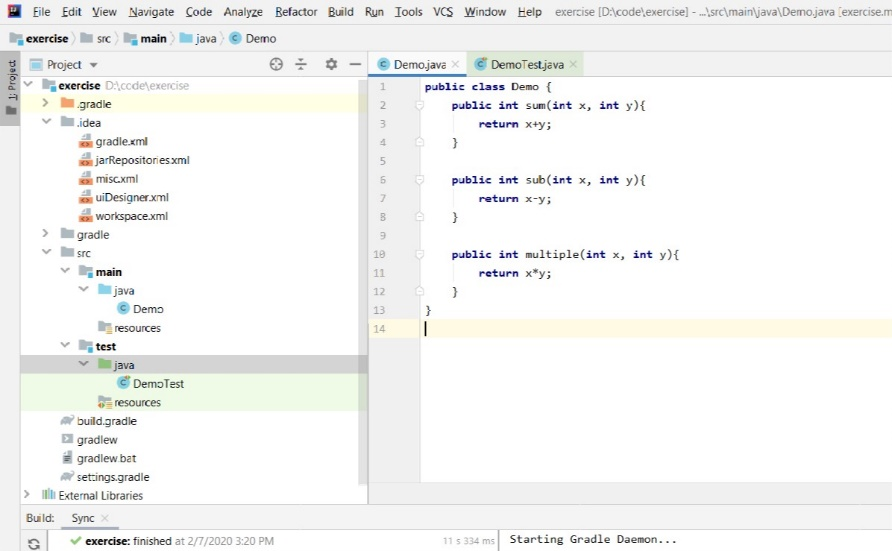 File Edit View Navigate Code Analyze Refactor Build Run Tools VCS Window Help exercise [D:\code\exercise] - ...\src\main\java\Demo.java [exercise.m
exercise src main java Demo
1: Project
Project
Demo.java DemoTest.java
exercise D:\code\exercise
.gradle
.idea
gradle.xml
jarRepositories.xml
misc.xml
uiDesigner.xml
workspace.xml
gradle
src
main
java
Demo
resources
test
java
DemoTest
resources
build.gradle
gradlew
gradlew.bat
settings.gradle
External Libraries
1 public class Demo {
2 public int sum(int x, int y){
3 return x+y;
4 }
5
6 public int sub(int x, int y){
7 return x-y;
8 }
9
10 public int multiple(int x, int y){
11 return x*y;
12 }
13 }
14
Build: Sync
exercise: finished at 2/7/2020 3:20 PM 11 s 334 ms Starting Gradle Daemon...